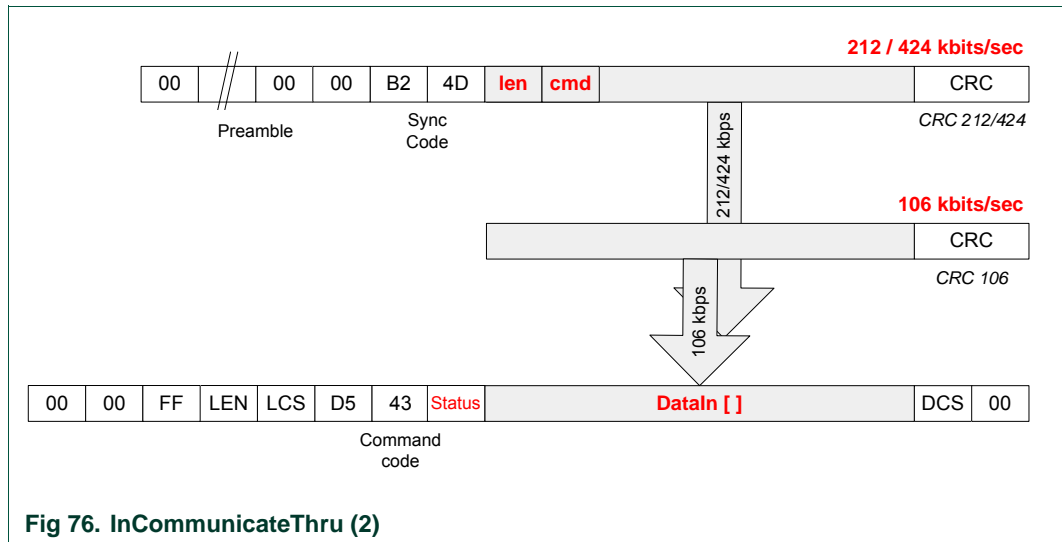 212 / 424 kbits/sec
00 00 00 B2 4D len cmd CRC
Preamble
Sync
Code
CRC 212/424
212/424 kbps
106 kbits/sec
CRC
CRC 106
106 kbps
00 00 FF LEN LCS D5 43 Status DataIn [ ] DCS 00
Command
code
Fig 76. InCommunicateThru (2)